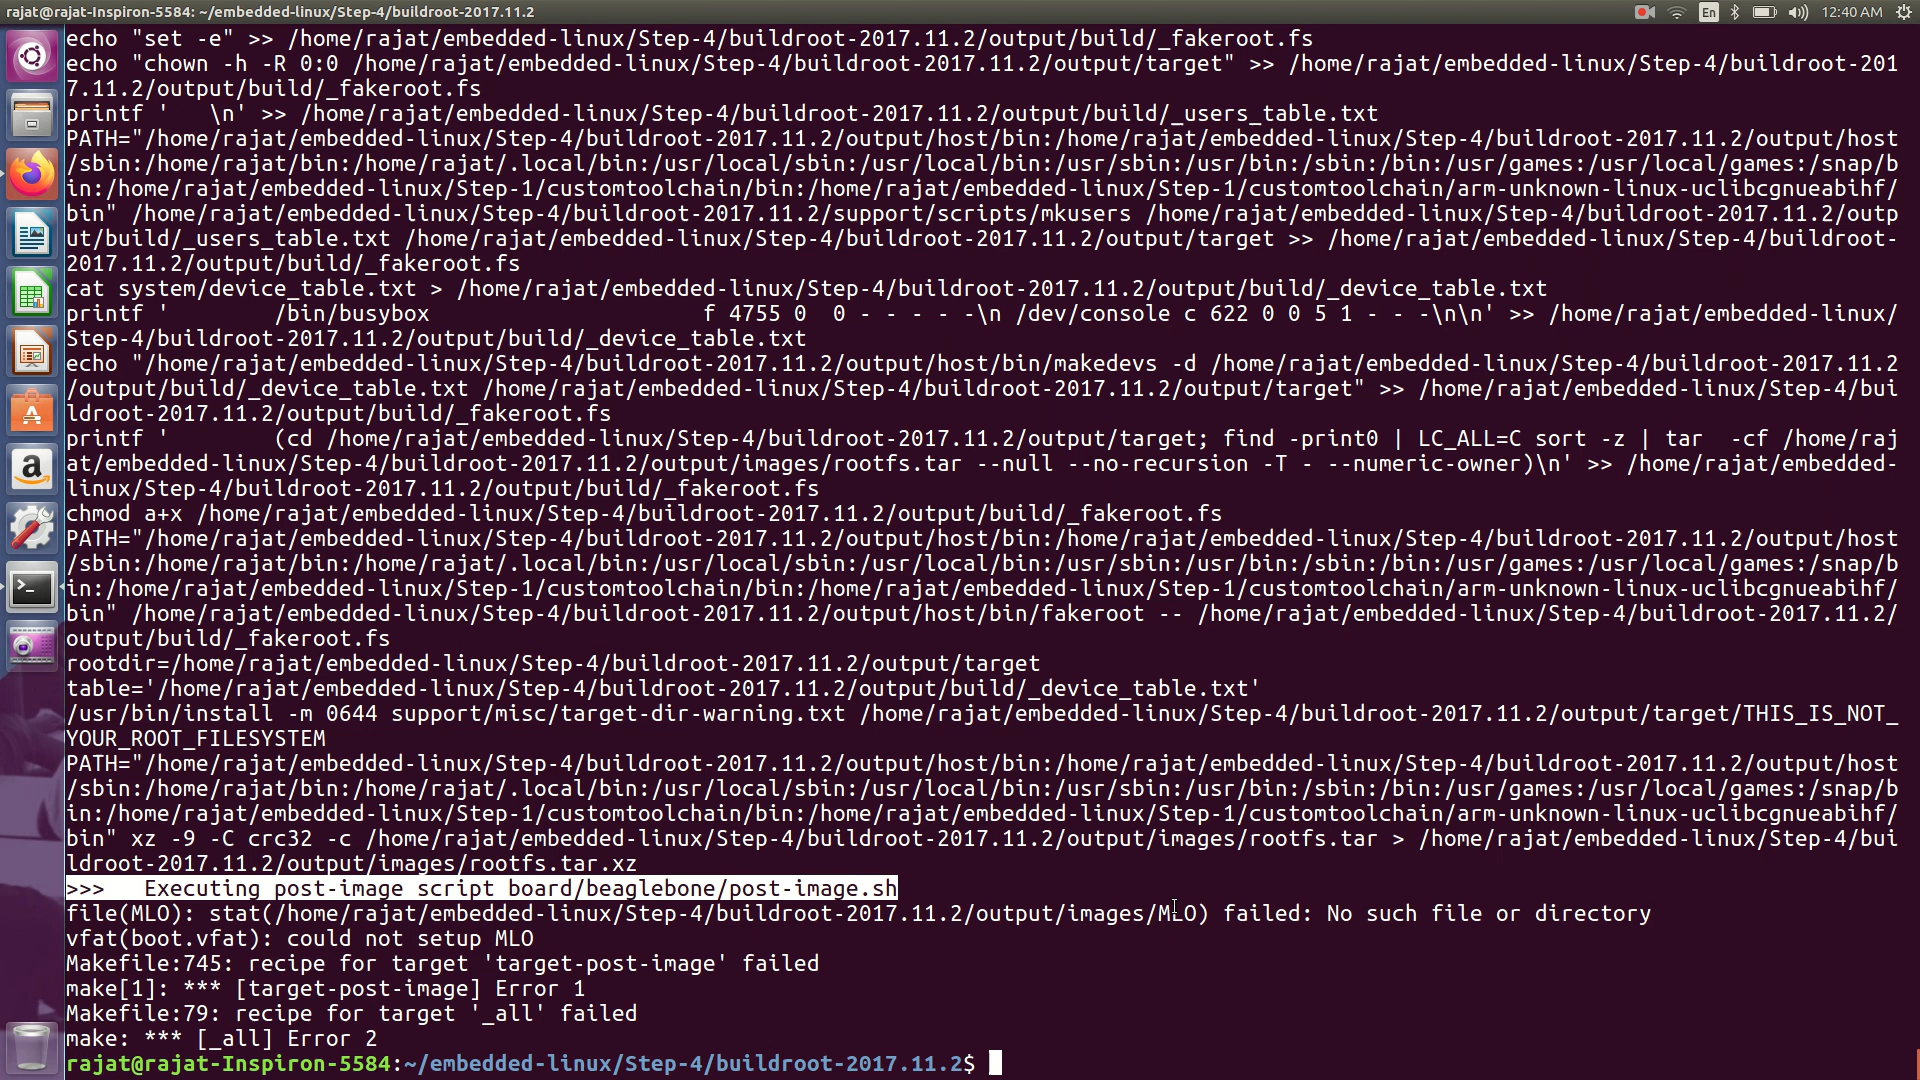 rajat@rajat-Inspiron-5584: ~/embedded-linux/Step-4/buildroot-2017.11.2
En
12:40 AM
echo "set -e" >> /home/rajat/embedded-linux/Step-4/buildroot-2017.11.2/output/build/_fakeroot.fs
echo "chown -h -R 0:0 /home/rajat/embedded-linux/Step-4/buildroot-2017.11.2/output/target" >> /home/rajat/embedded-linux/Step-4/buildroot-201
7.11.2/output/build/_fakeroot.fs
printf '   \n' >> /home/rajat/embedded-linux/Step-4/buildroot-2017.11.2/output/build/_users_table.txt
PATH="/home/rajat/embedded-linux/Step-4/buildroot-2017.11.2/output/host/bin:/home/rajat/embedded-linux/Step-4/buildroot-2017.11.2/output/host
/sbin:/home/rajat/bin:/home/rajat/.local/bin:/usr/local/sbin:/usr/local/bin:/usr/sbin:/usr/bin:/sbin:/bin:/usr/games:/usr/local/games:/snap/b
in:/home/rajat/embedded-linux/Step-1/customtoolchain/bin:/home/rajat/embedded-linux/Step-1/customtoolchain/arm-unknown-linux-uclibcgnueabihf/
bin" /home/rajat/embedded-linux/Step-4/buildroot-2017.11.2/support/scripts/mkusers /home/rajat/embedded-linux/Step-4/buildroot-2017.11.2/outp
ut/build/_users_table.txt /home/rajat/embedded-linux/Step-4/buildroot-2017.11.2/output/target >> /home/rajat/embedded-linux/Step-4/buildroot-
2017.11.2/output/build/_fakeroot.fs
cat system/device_table.txt > /home/rajat/embedded-linux/Step-4/buildroot-2017.11.2/output/build/_device_table.txt
printf '        /bin/busybox                     f 4755 0  0 - - - - -\n /dev/console c 622 0 0 5 1 - - -\n\n' >> /home/rajat/embedded-linux/
Step-4/buildroot-2017.11.2/output/build/_device_table.txt
echo "/home/rajat/embedded-linux/Step-4/buildroot-2017.11.2/output/host/bin/makedevs -d /home/rajat/embedded-linux/Step-4/buildroot-2017.11.2
/output/build/_device_table.txt /home/rajat/embedded-linux/Step-4/buildroot-2017.11.2/output/target" >> /home/rajat/embedded-linux/Step-4/bui
ldroot-2017.11.2/output/build/_fakeroot.fs
printf '        (cd /home/rajat/embedded-linux/Step-4/buildroot-2017.11.2/output/target; find -print0 | LC_ALL=C sort -z | tar  -cf /home/raj
at/embedded-linux/Step-4/buildroot-2017.11.2/output/images/rootfs.tar --null --no-recursion -T - --numeric-owner)\n' >> /home/rajat/embedded-
linux/Step-4/buildroot-2017.11.2/output/build/_fakeroot.fs
chmod a+x /home/rajat/embedded-linux/Step-4/buildroot-2017.11.2/output/build/_fakeroot.fs
PATH="/home/rajat/embedded-linux/Step-4/buildroot-2017.11.2/output/host/bin:/home/rajat/embedded-linux/Step-4/buildroot-2017.11.2/output/host
/sbin:/home/rajat/bin:/home/rajat/.local/bin:/usr/local/sbin:/usr/local/bin:/usr/sbin:/usr/bin:/sbin:/bin:/usr/games:/usr/local/games:/snap/b
in:/home/rajat/embedded-linux/Step-1/customtoolchain/bin:/home/rajat/embedded-linux/Step-1/customtoolchain/arm-unknown-linux-uclibcgnueabihf/
bin" /home/rajat/embedded-linux/Step-4/buildroot-2017.11.2/output/host/bin/fakeroot -- /home/rajat/embedded-linux/Step-4/buildroot-2017.11.2/
output/build/_fakeroot.fs
rootdir=/home/rajat/embedded-linux/Step-4/buildroot-2017.11.2/output/target
table='/home/rajat/embedded-linux/Step-4/buildroot-2017.11.2/output/build/_device_table.txt'
/usr/bin/install -m 0644 support/misc/target-dir-warning.txt /home/rajat/embedded-linux/Step-4/buildroot-2017.11.2/output/target/THIS_IS_NOT_
YOUR_ROOT_FILESYSTEM
PATH="/home/rajat/embedded-linux/Step-4/buildroot-2017.11.2/output/host/bin:/home/rajat/embedded-linux/Step-4/buildroot-2017.11.2/output/host
/sbin:/home/rajat/bin:/home/rajat/.local/bin:/usr/local/sbin:/usr/local/bin:/usr/sbin:/usr/bin:/sbin:/bin:/usr/games:/usr/local/games:/snap/b
in:/home/rajat/embedded-linux/Step-1/customtoolchain/bin:/home/rajat/embedded-linux/Step-1/customtoolchain/arm-unknown-linux-uclibcgnueabihf/
bin" xz -9 -C crc32 -c /home/rajat/embedded-linux/Step-4/buildroot-2017.11.2/output/images/rootfs.tar > /home/rajat/embedded-linux/Step-4/bui
ldroot-2017.11.2/output/images/rootfs.tar.xz
>>>   Executing post-image script board/beaglebone/post-image.sh
file(MLO): stat(/home/rajat/embedded-linux/Step-4/buildroot-2017.11.2/output/images/MLO) failed: No such file or directory
vfat(boot.vfat): could not setup MLO
Makefile:745: recipe for target 'target-post-image' failed
make[1]: *** [target-post-image] Error 1
Makefile:79: recipe for target '_all' failed
make: *** [_all] Error 2
rajat@rajat-Inspiron-5584:~/embedded-linux/Step-4/buildroot-2017.11.2$